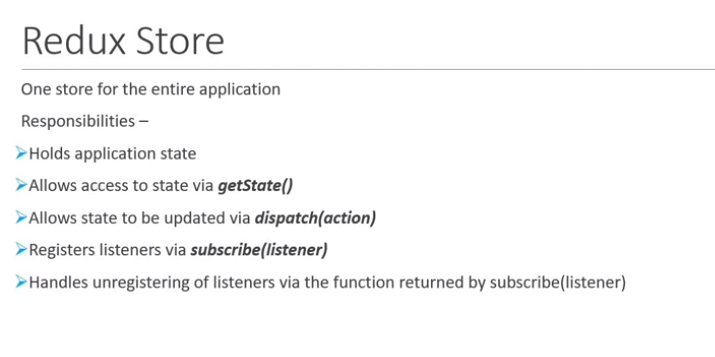 Redux Store
One store for the entire application
Responsibilities –
➢Holds application state
➢Allows access to state via getState()
➢Allows state to be updated via dispatch(action)
➢Registers listeners via subscribe(listener)
➢Handles unregistering of listeners via the function returned by subscribe(listener)